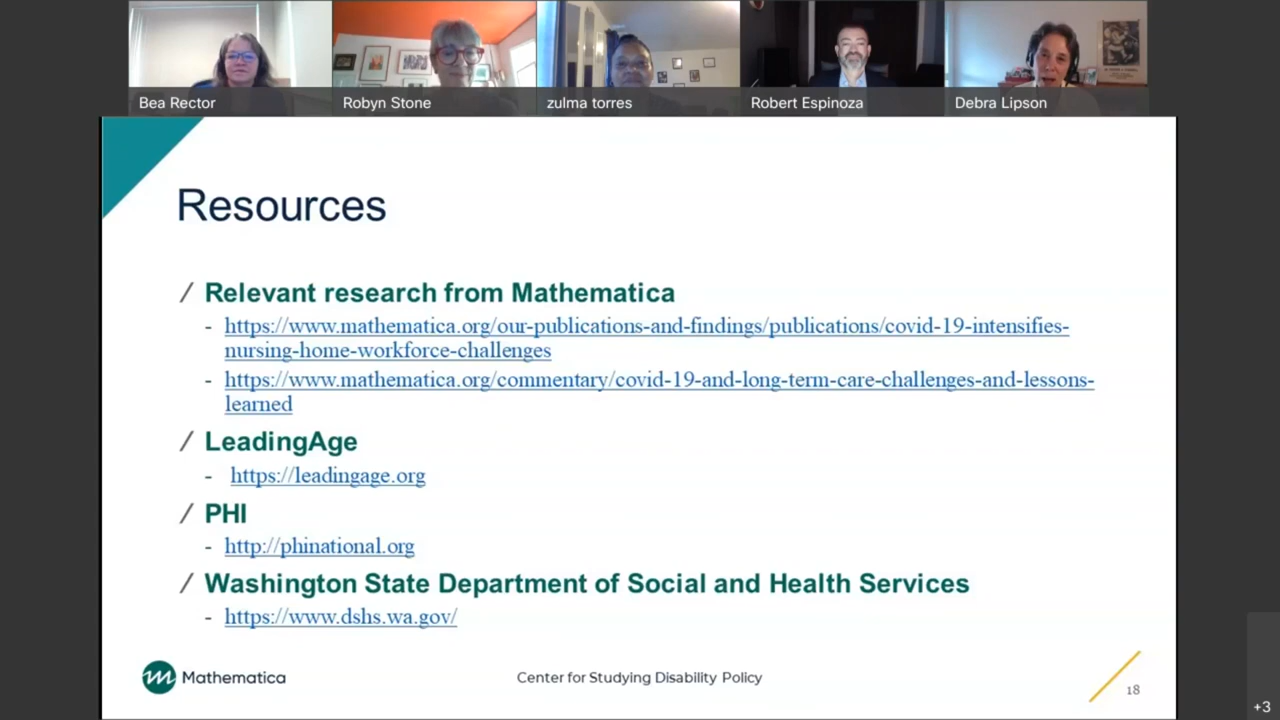 Bea Rector
Robyn Stone
zulma torres
Robert Espinoza
Debra Lipson
Resources
/ Relevant research from Mathematica
- https://www.mathematica.org/our-publications-and-findings/publications/covid-19-intensifies-
nursing-home-workforce-challenges
- https://www.mathematica.org/commentary/covid-19-and-long-term-care-challenges-and-lessons-
learned
/ LeadingAge
- https://leadingage.org
/ PHI
- http://phinational.org
/ Washington State Department of Social and Health Services
- https://www.dshs.wa.gov/
Mathematica
Center for Studying Disability Policy
18
+3